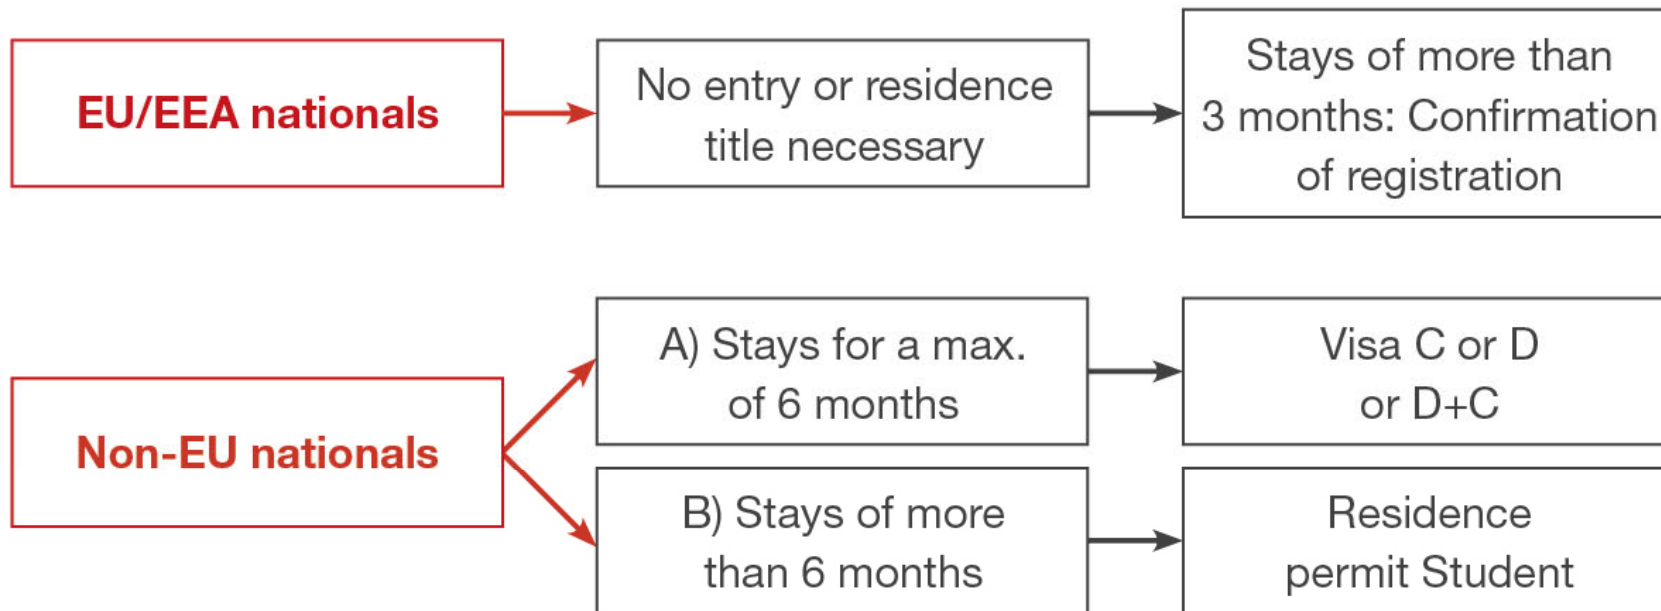 EU/EEA nationals
No entry or residence
title necessary
Stays of more than
3 months: Confirmation
of registration
Non-EU nationals
A) Stays for a max.
of 6 months
Visa C or D
or D+C
B) Stays of more
than 6 months
Residence
permit Student